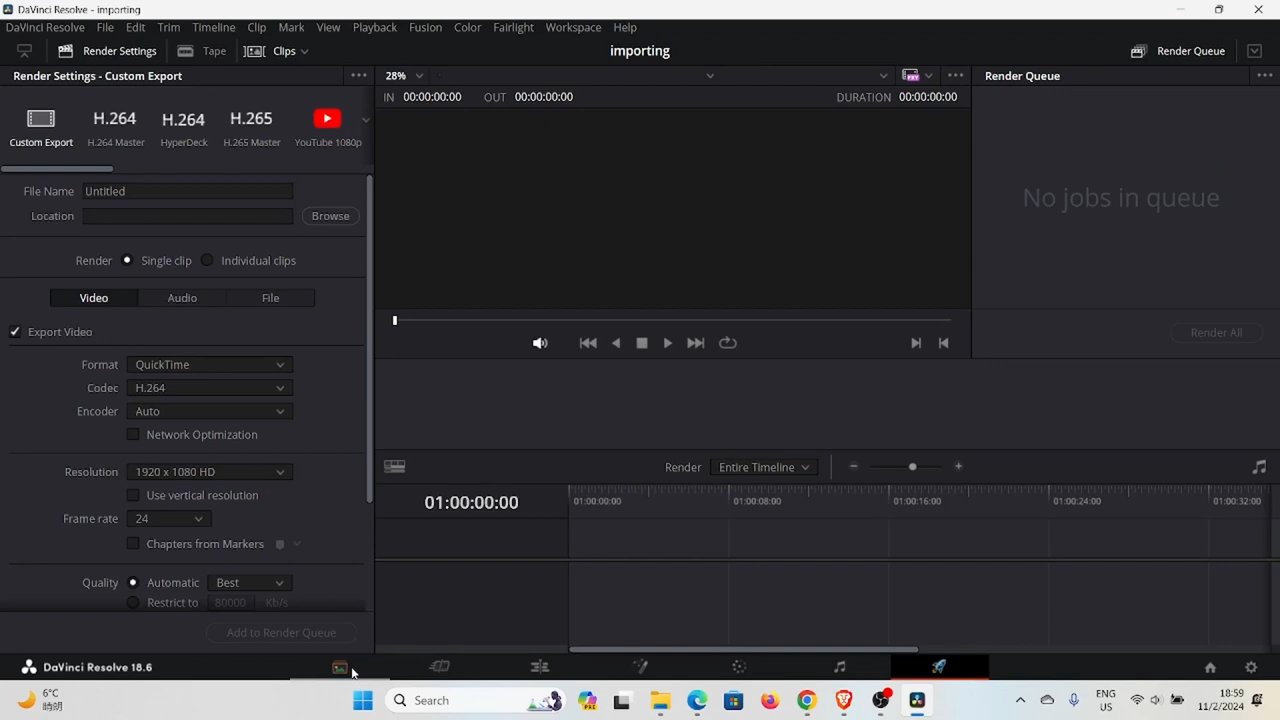 DaVinci Resolve - importing
DaVinci Resolve File Edit Trim Timeline Clip Mark View Playback Fusion Color Fairlight Workspace Help
Render Settings Tape Clips importing Render Queue
Render Settings - Custom Export 28% Render Queue
IN 00:00:00:00 OUT 00:00:00:00 DURATION 00:00:00:00
H.264 H.264 H.265
Custom Export H.264 Master HyperDeck H.265 Master YouTube 1080p
File Name Untitled
Location Browse
No jobs in queue
Render Single clip Individual clips
Video Audio File
Export Video
Render All
Format QuickTime
Codec H.264
Encoder Auto
Network Optimization
Resolution 1920 x 1080 HD
Render Entire Timeline
Use vertical resolution
01:00:00:00 01:00:00:00 01:00:08:00 01:00:16:00 01:00:24:00 01:00:32:00
Frame rate 24
Chapters from Markers
Quality Automatic Best
Restrict to 80000 Kb/s
Add to Render Queue
DaVinci Resolve 18.6
6°C
晴朗
Search
PRE
ENG
US
18:59
11/2/2024